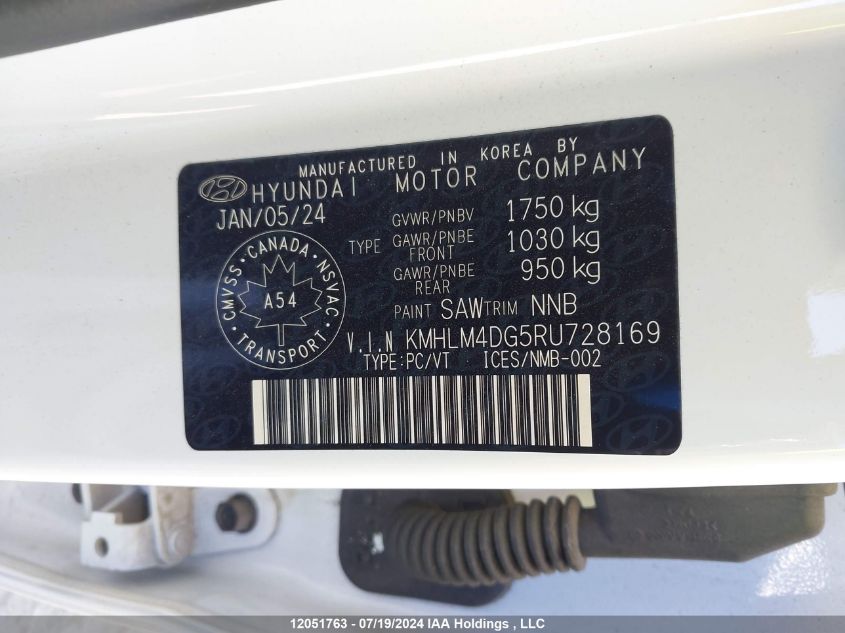 MANUFACTURED IN KOREA BY
HYUNDAI MOTOR COMPANY
JAN/05/24
GVWR/PNBV 1750 kg
TYPE GAWR/PNBE FRONT 1030 kg
GAWR/PNBE REAR 950 kg
PAINT SAW TRIM NNB
CANADA
CMVSS NSVAC
A54
TRANSPORT
V.I.N KMHLM4DG5RU728169
TYPE:PC/VT ICES/NMB-002
12051763 - 07/19/2024 IAA Holdings , LLC